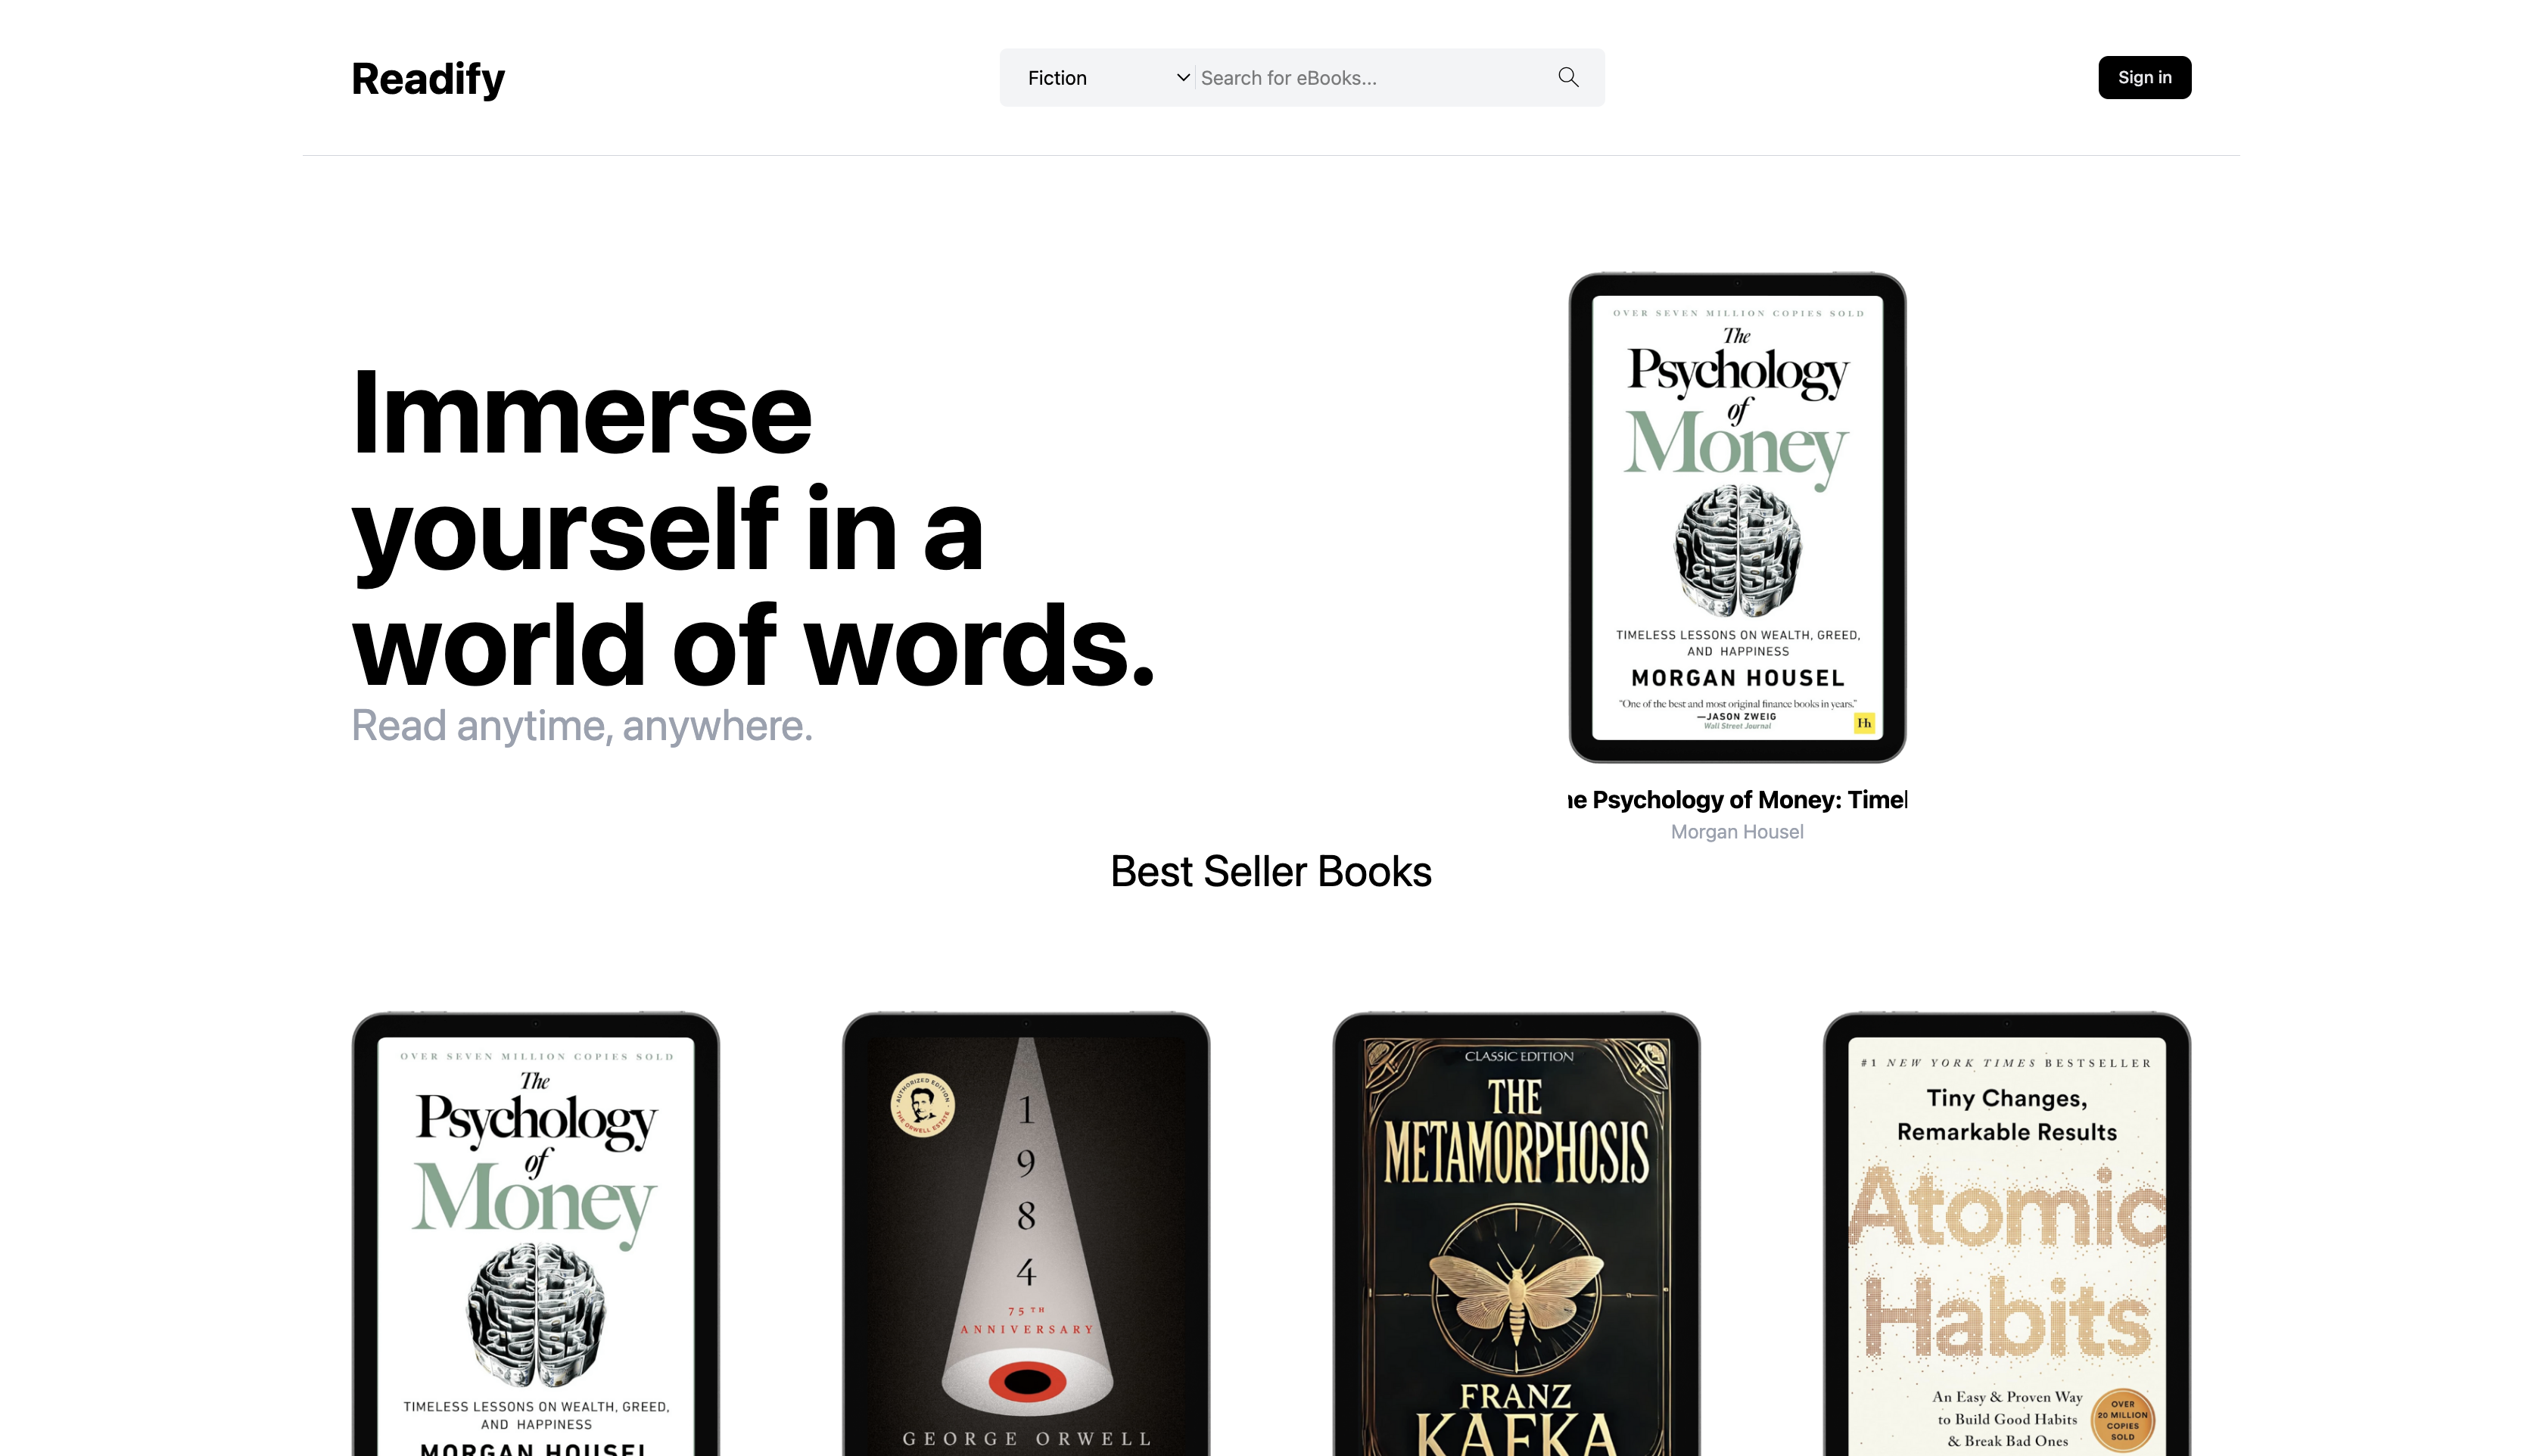 Readify
Fiction
Search for eBooks...
Sign in
Immerse
yourself in a
world of words.
Read anytime, anywhere.
OVER SEVEN MILLION COPIES SOLD
The
Psychology
of
Money
TIMELESS LESSONS ON WEALTH, GREED,
AND HAPPINESS
MORGAN HOUSEL
"One of the best and most original finance books in years."
—JASON ZWEIG
Wall Street Journal
Hh
he Psychology of Money: Timel
Morgan Housel
Best Seller Books
OVER SEVEN MILLION COPIES SOLD
The
Psychology
of
Money
TIMELESS LESSONS ON WEALTH, GREED,
AND HAPPINESS
MORGAN HOUSEL
AUTHORIZED EDITION
THE ORWELL ESTATE
1
9
8
4
75TH
ANNIVERSARY
GEORGE ORWELL
CLASSIC EDITION
THE
METAMORPHOSIS
FRANZ
KAFKA
#1 NEW YORK TIMES BESTSELLER
Tiny Changes,
Remarkable Results
Atomic
Habits
An Easy & Proven Way
to Build Good Habits
& Break Bad Ones
OVER
20 MILLION
COPIES
SOLD